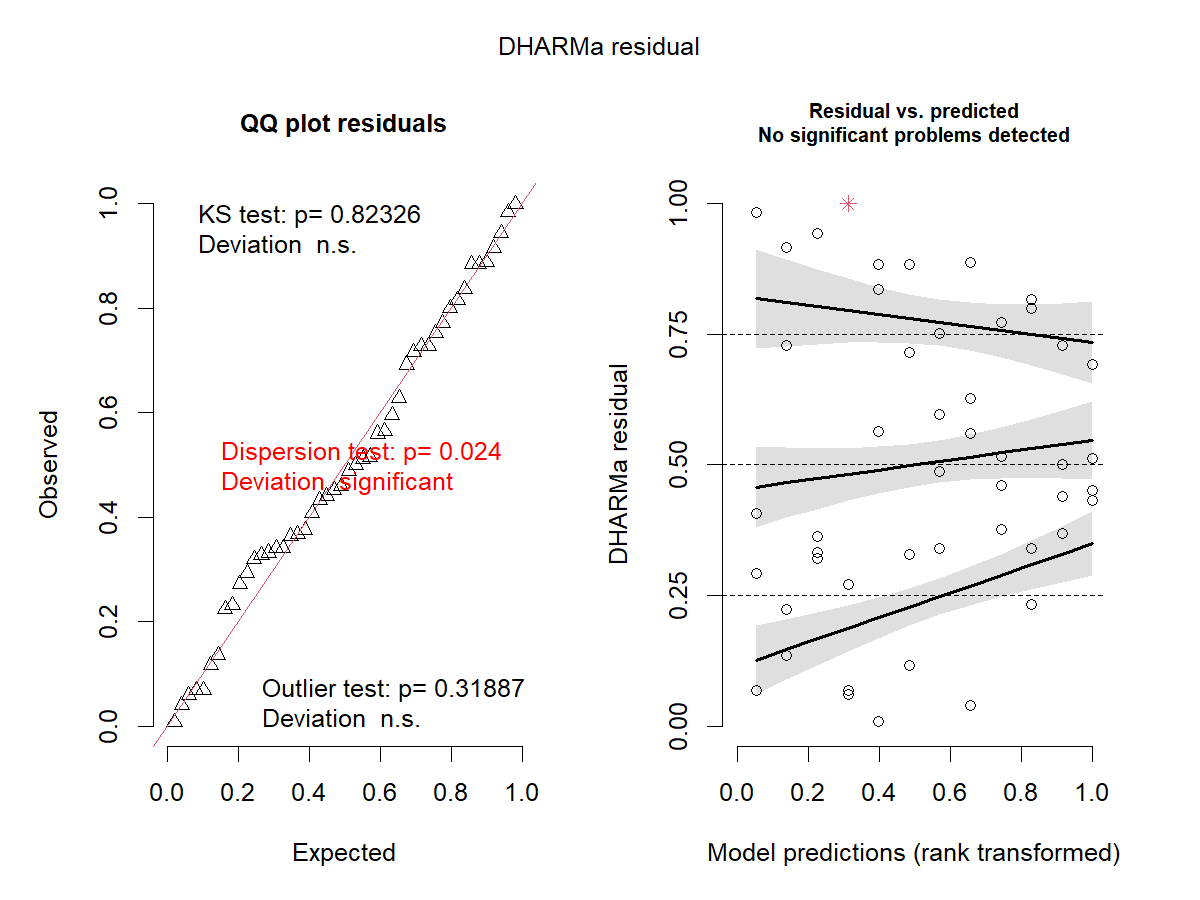 DHARMa residual
QQ plot residuals
KS test: p= 0.82326
Deviation  n.s.
Dispersion test: p= 0.024
Deviation  significant
Outlier test: p= 0.31887
Deviation  n.s.
Observed
1.0
0.8
0.6
0.4
0.2
0.0
0.0 0.2 0.4 0.6 0.8 1.0
Expected
Residual vs. predicted
No significant problems detected
DHARMa residual
1.00
0.75
0.50
0.25
0.00
0.0 0.2 0.4 0.6 0.8 1.0
Model predictions (rank transformed)